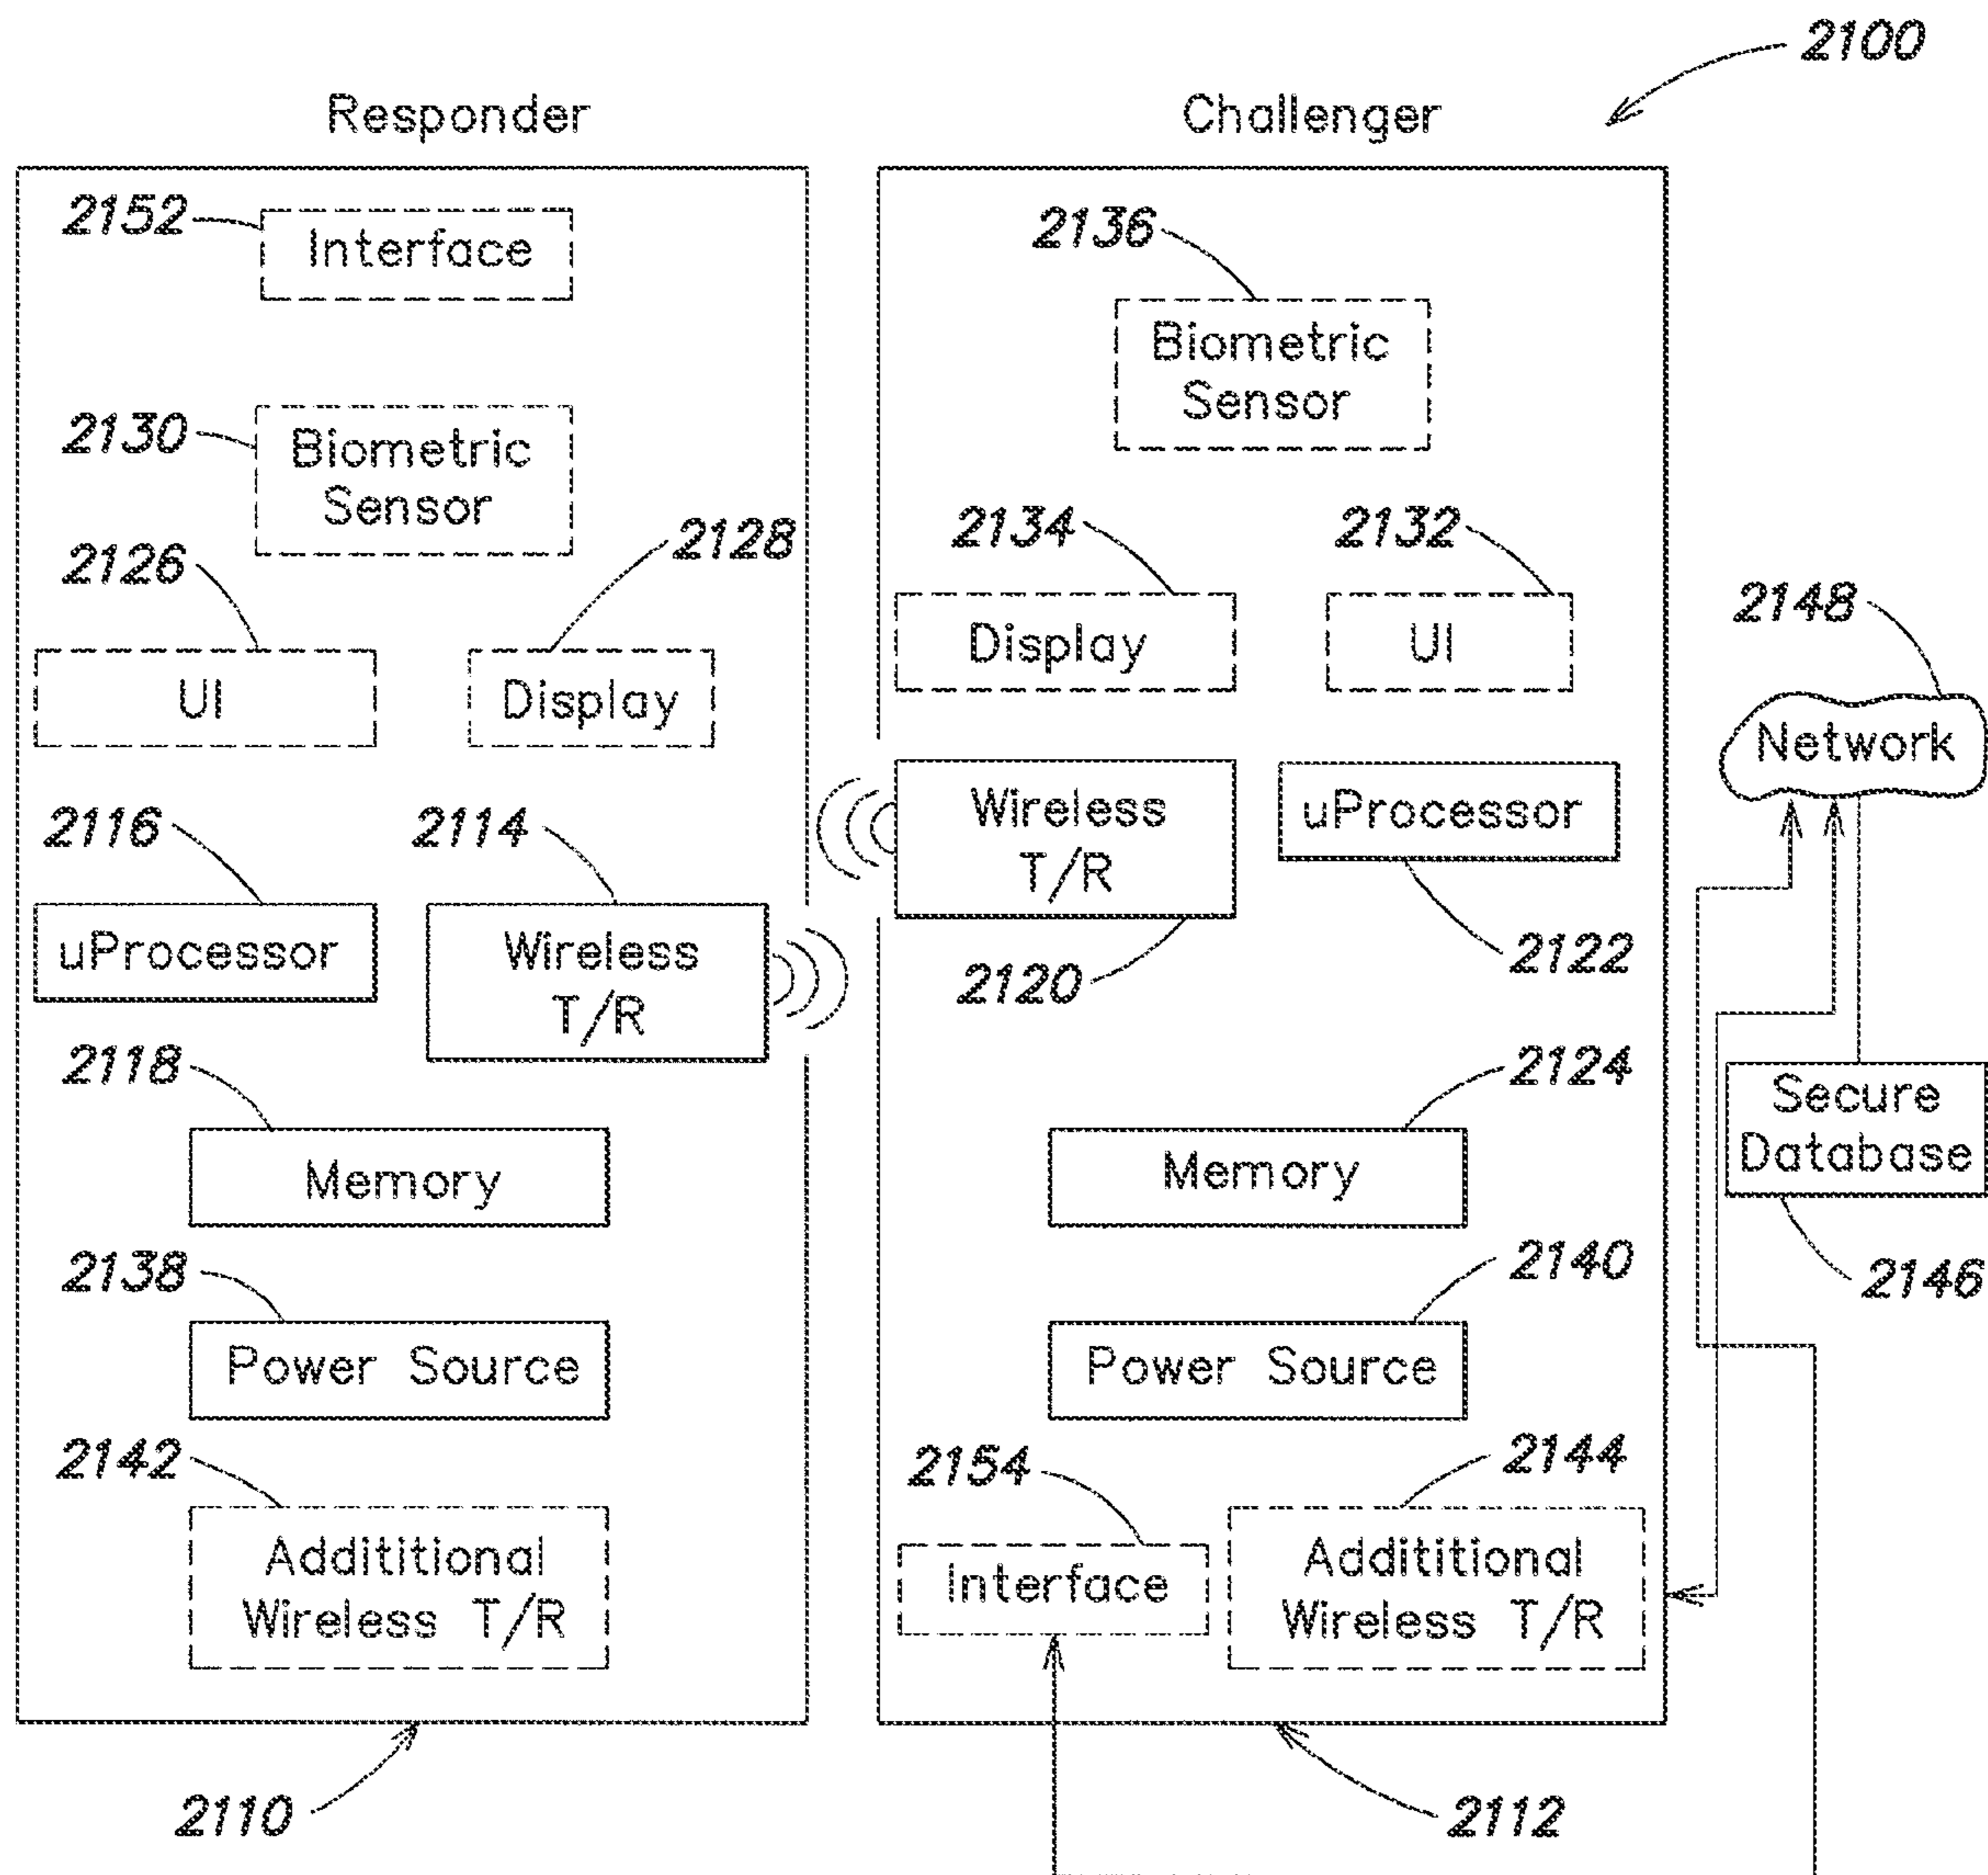 2100
Responder
Challenger
2152
Interface
2130
Biometric
Sensor
2126
2128
UI
Display
2116
2114
uProcessor
Wireless
T/R
2118
Memory
2138
Power Source
2142
Addititional
Wireless T/R
2110
2136
Biometric
Sensor
2134
2132
Display
UI
Wireless
T/R
uProcessor
2120
2122
2124
Memory
2140
Power Source
2154
2144
Interface
Addititional
Wireless T/R
2112
2148
Network
Secure
Database
2146